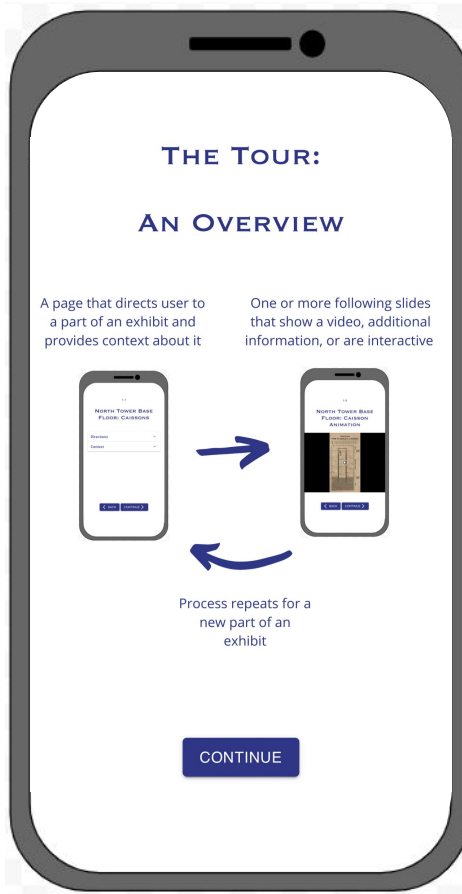 THE TOUR:
AN OVERVIEW
A page that directs user to
a part of an exhibit and
provides context about it
One or more following slides
that show a video, additional
information, or are interactive
NORTH TOWER BASE
FLOOR: CAISSONS
Directions
Context
BACK
CONTINUE
NORTH TOWER BASE
FLOOR: CAISSON
ANIMATION
BACK
CONTINUE
Process repeats for a
new part of an
exhibit
CONTINUE